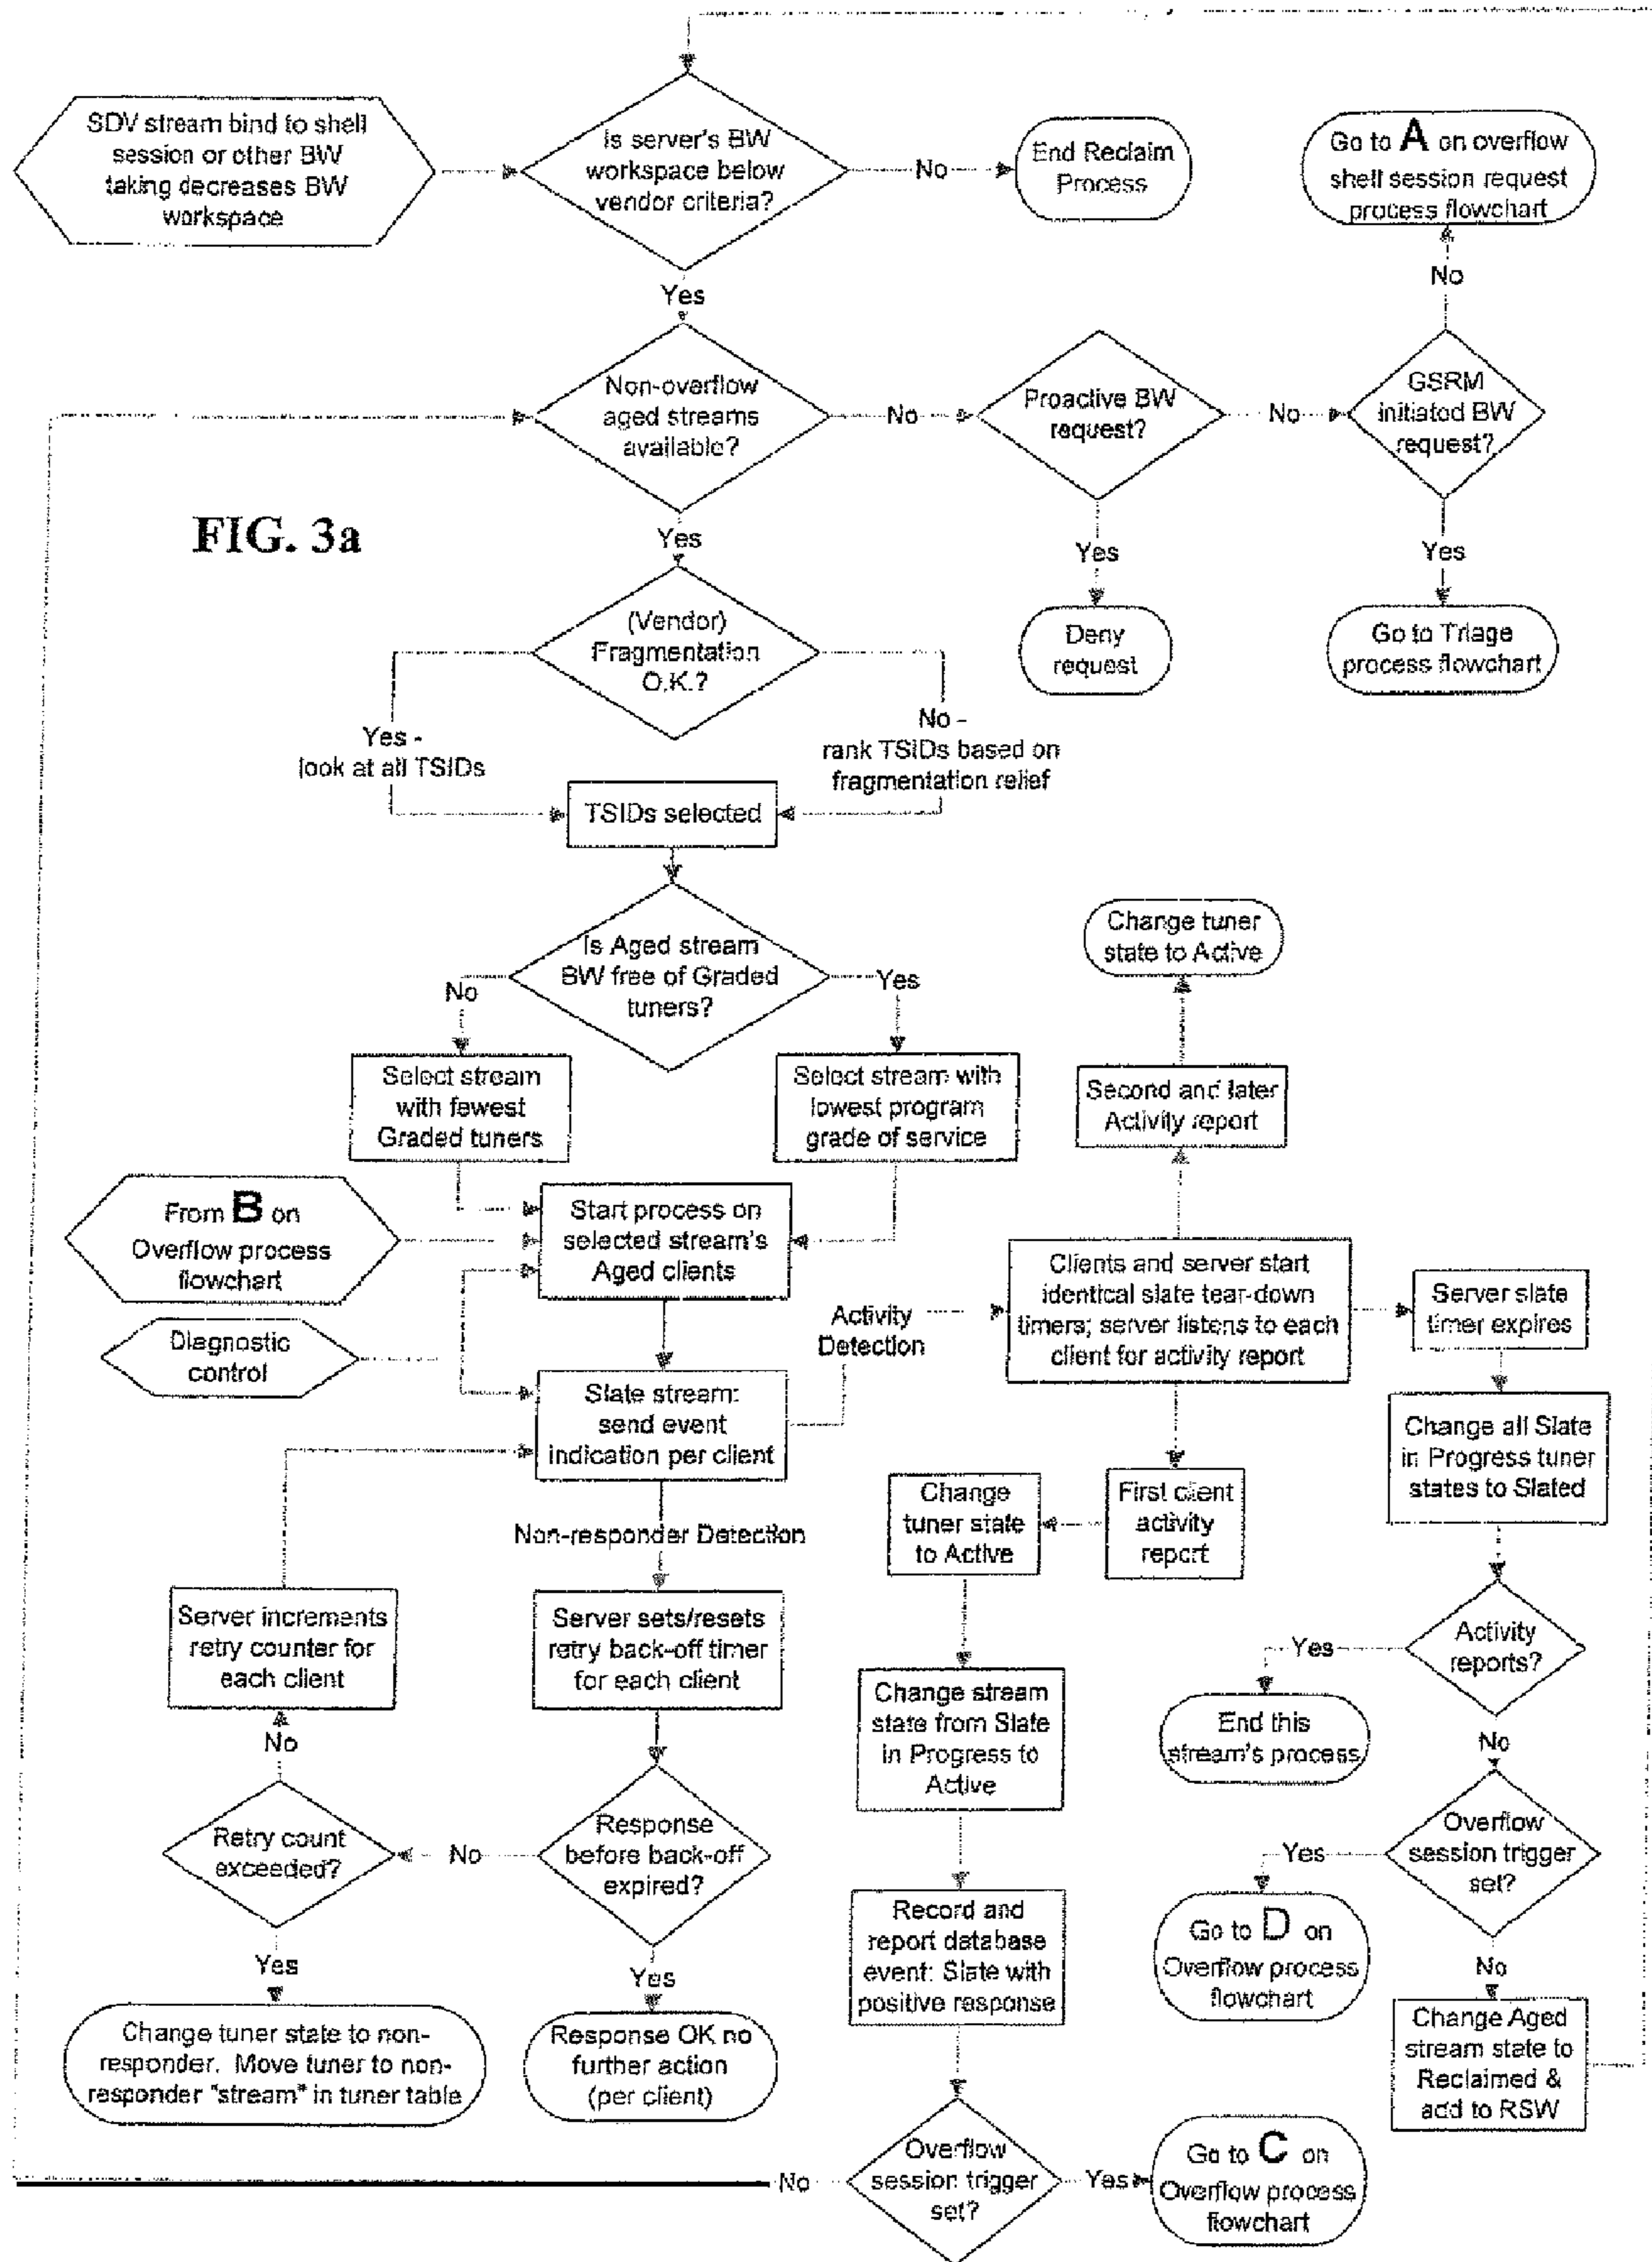 SDV stream bind to shell
session or other BW
taking decreases BW
workspace
Is server's BW
workspace below
vendor criteria?
No
End Reclaim
Process
Go to A on overflow
shell session request
process flowchart
Yes
No
Non-overflow
aged streams
available?
No
Proactive BW
request?
No
GSRM
initiated BW
request?
FIG. 3a
Yes
Yes
Yes
(Vendor)
Fragmentation
O.K.?
Deny
request
Go to Triage
process flowchart
Yes -
look at all TSIDs
No -
rank TSIDs based on
fragmentation relief
TSIDs selected
Is Aged stream
BW free of Graded
tuners?
No
Yes
Change tuner
state to Active
Select stream
with fewest
Graded tuners
Select stream with
lowest program
grade of service
Second and later
Activity report
From B on
Overflow process
flowchart
Start process on
selected stream's
Aged clients
Clients and server start
identical slate tear-down
timers; server listens to each
client for activity report
Server slate
timer expires
Activity
Detection
Diagnostic
control
Slate stream:
send event
indication per client
Change all Slate
in Progress tuner
states to Slated
Change
tuner state
to Active
First client
activity
report
Non-responder Detection
Server increments
retry counter for
each client
Server sets/resets
retry back-off timer
for each client
Activity
reports?
Yes
Change stream
state from Slate
in Progress to
Active
End this
stream's process
No
No
Retry count
exceeded?
No
Response
before back-off
expired?
Overflow
session trigger
set?
Yes
Record and
report database
event: Slate with
positive response
Go to D on
Overflow process
flowchart
Yes
Yes
No
Change tuner state to non-
responder. Move tuner to non-
responder "stream" in tuner table
Response OK no
further action
(per client)
Change Aged
stream state to
Reclaimed &
add to RSW
No
Overflow
session trigger
set?
Yes
Go to C on
Overflow process
flowchart